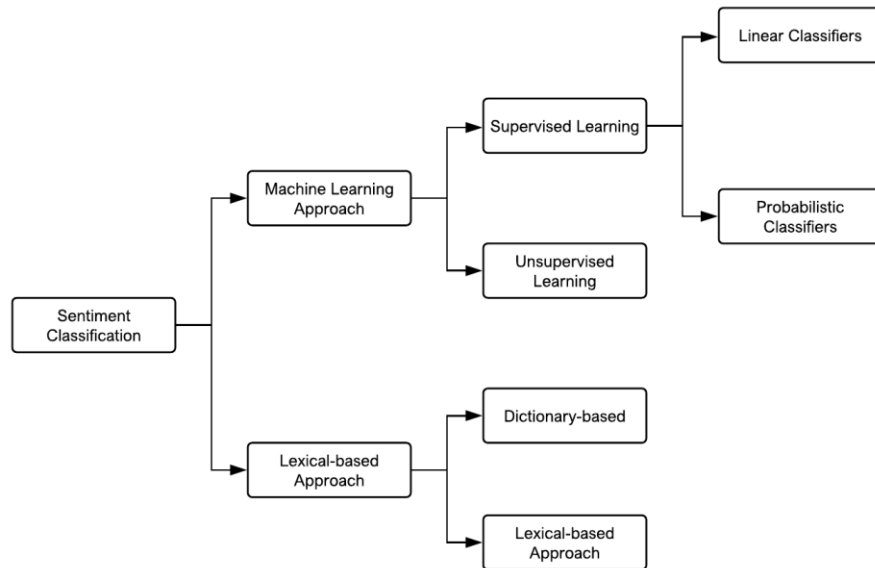 Linear Classifiers
Supervised Learning
Machine Learning
Approach
Probabilistic
Classifiers
Unsupervised
Learning
Sentiment
Classification
Dictionary-based
Lexical-based
Approach
Lexical-based
Approach